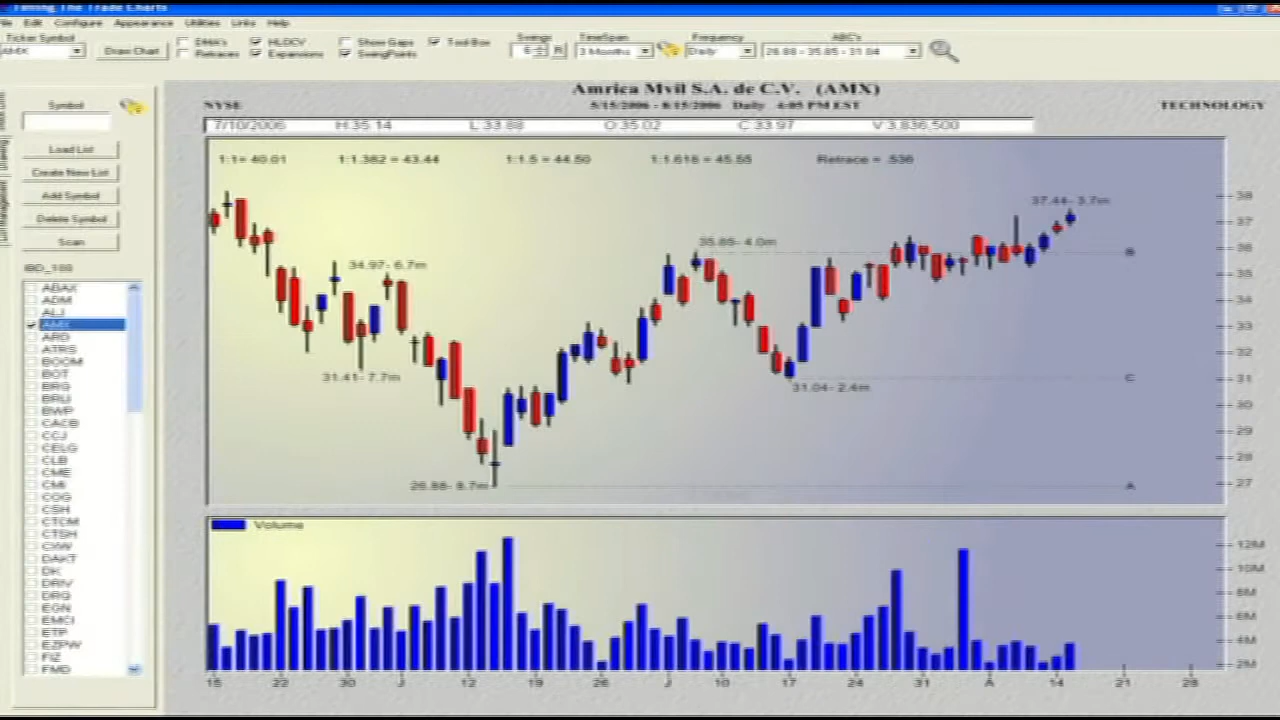 Timing The Trade Charts
File Edit Configure Appearance Utilities Links Help
Ticker Symbol
AMX
Draw Chart
DMA's
HLOCV
Show Gaps
Tool Box
Retraces
Expansions
SwingPoints
Swings
6
R
TimeSpan
3 Months
Frequency
Daily
ABC's
26.88 - 35.85 - 31.04
Symbol
Load List
Create New List
Add Symbol
Delete Symbol
Scan
IBD_100
ABAX
ADM
ALJ
AMX
ARD
ATRS
BOOM
BOT
BRG
BRLI
BWP
CACB
CCJ
CELG
CLB
CME
CMI
COG
CSH
CTCM
CTSH
CXW
DAKT
DK
DRIV
DRQ
EGN
EMCI
ETP
EZPW
FIZ
FMD
Amrica Mvil S.A. de C.V. (AMX)
NYSE
5/15/2006 - 8/15/2006 Daily 4:05 PM EST
TECHNOLOGY
7/10/2006 H:35.14 L:33.88 O:35.02 C:33.97 V:3,836,500
1:1= 40.01 1:1.382 = 43.44 1:1.5 = 44.50 1:1.618 = 45.55 Retrace = .536
37.44- 3.7m
35.85- 4.0m
34.97- 6.7m
31.41- 7.7m
31.04- 2.4m
26.88- 8.7m
B
C
A
38
37
36
35
34
33
32
31
30
29
28
27
Volume
12M
10M
8M
6M
4M
2M
15 22 30 J 12 19 26 J 10 17 24 31 A 14 21 28